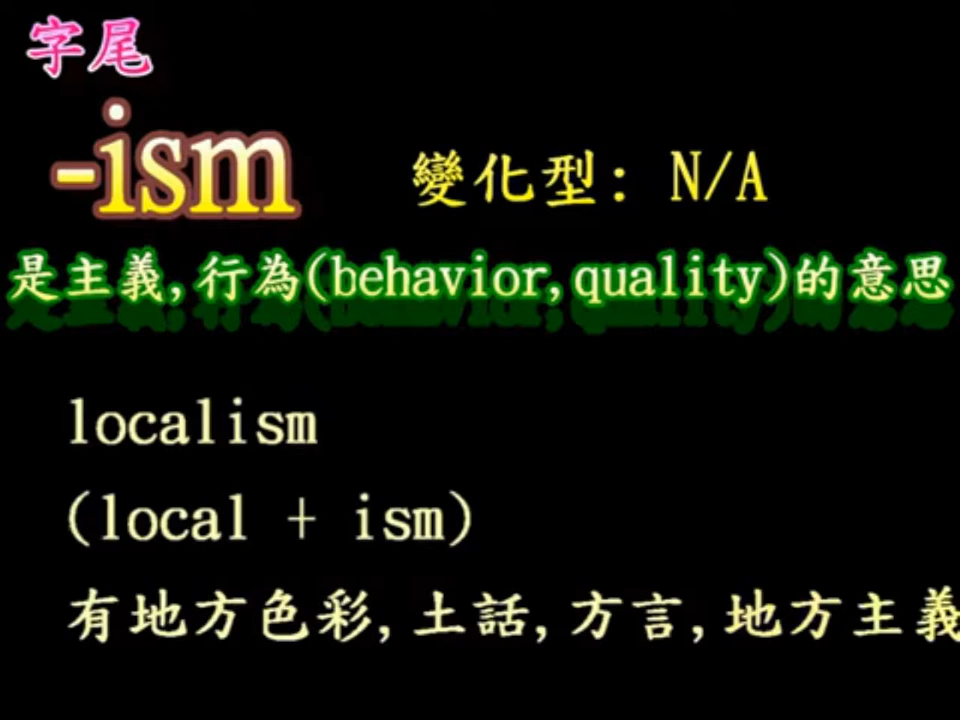 字尾
-ism 變化型: N/A
是主義,行為(behavior,quality)的意思
localism
(local + ism)
有地方色彩,土話,方言,地方主義